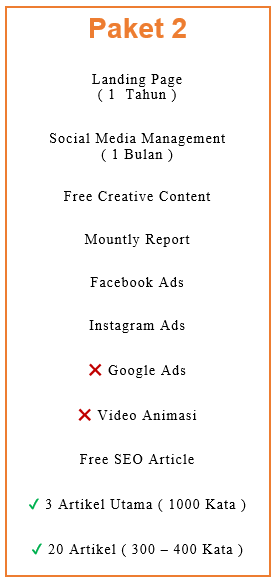 Paket 2
Landing Page
( 1 Tahun )
Social Media Management
( 1 Bulan )
Free Creative Content
Mountly Report
Facebook Ads
Instagram Ads
❌ Google Ads
❌ Video Animasi
Free SEO Article
✓ 3 Artikel Utama ( 1000 Kata )
✓ 20 Artikel ( 300 – 400 Kata )